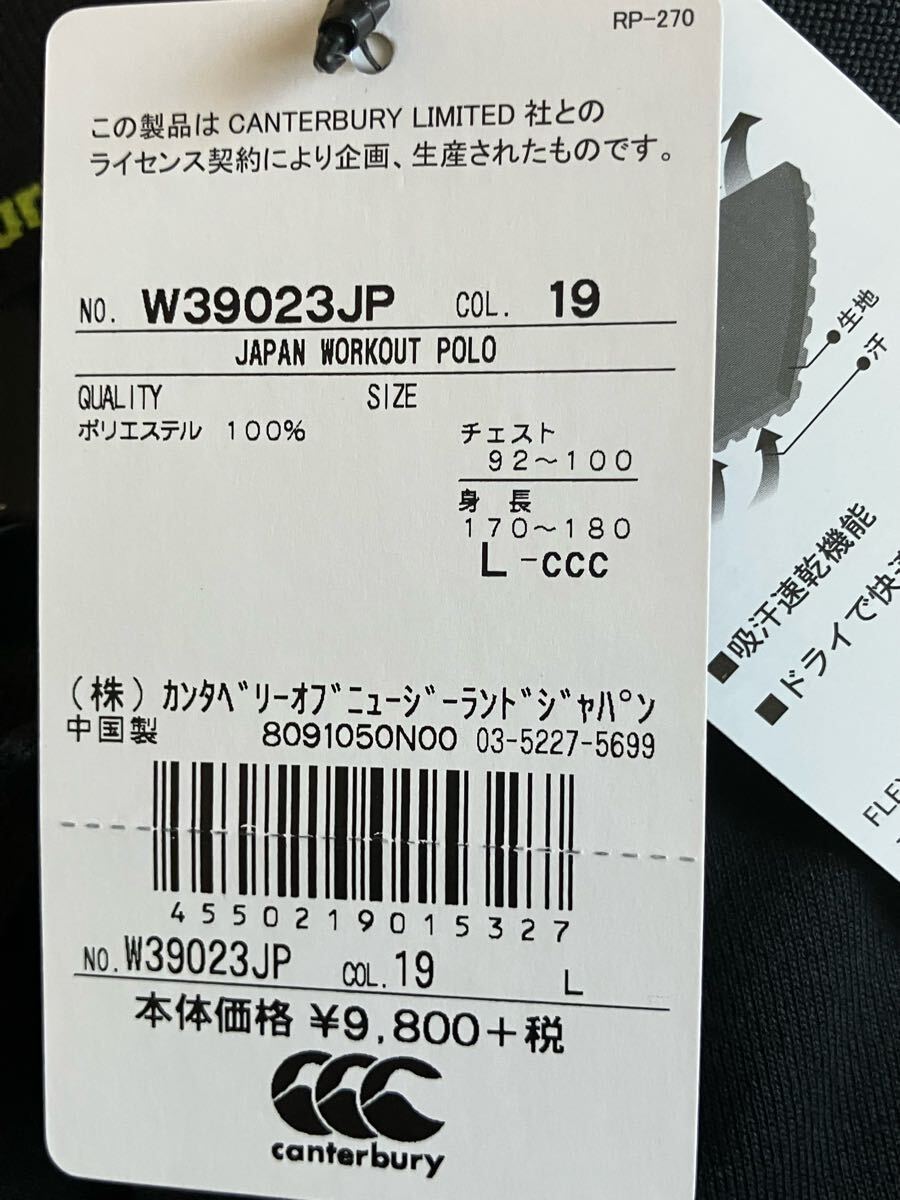 RP-270
この製品は CANTERBURY LIMITED 社との
ライセンス契約により企画、生産されたものです。
NO. W39023JP COL. 19
JAPAN WORKOUT POLO
QUALITY SIZE
ポリエステル 100%
チェスト
92〜100
身 長
170〜180
L-ccc
(株)カンタベリーオブニュージーランドジャパン
中国製 8091050N00 03-5227-5699
4550219015327
NO.W39023JP COL.19 L
本体価格 ¥9,800+税
canterbury
生地
汗
■吸汗速乾機能
■ドライで快